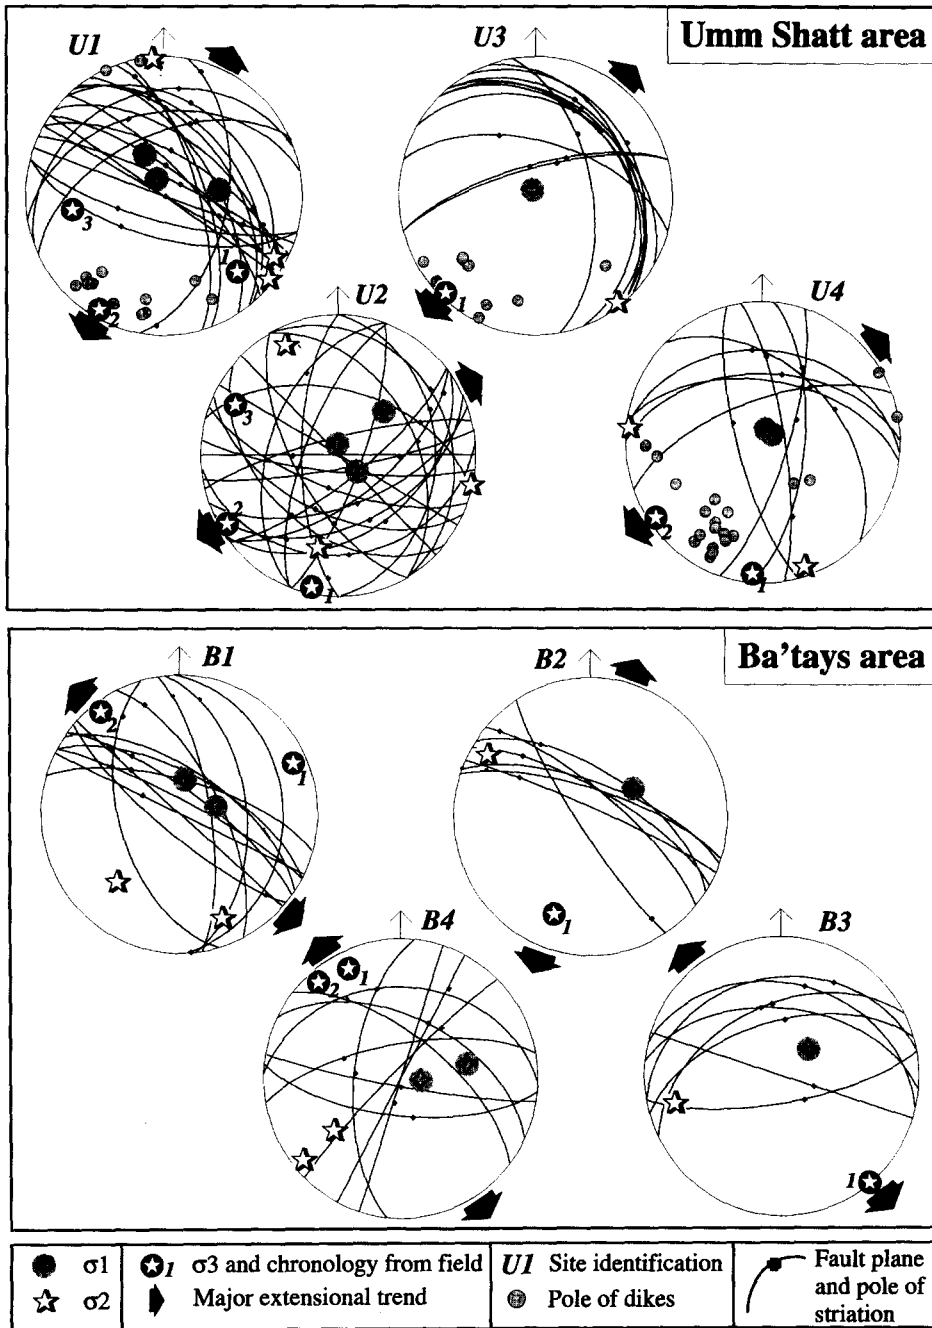 Umm Shatt area
U1
U3
3
1
2
1
U2
U4
3
2
1
2
1
Ba'tays area
B1
B2
2
1
1
B4
B3
1
2
1
σ1
σ2
1 σ3 and chronology from field
Major extensional trend
U1 Site identification
Pole of dikes
Fault plane
and pole of
striation